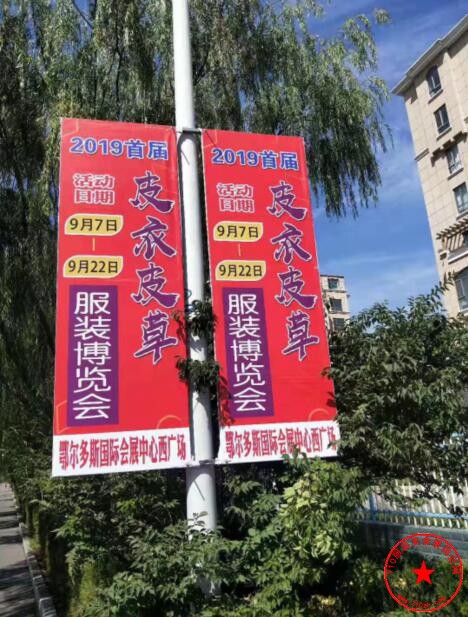 2019首届
活动
日期
9月7日
9月22日
皮衣皮草
服装博览会
鄂尔多斯国际会展中心西广场
2019首届
活动
日期
9月7日
9月22日
皮衣皮草
服装博览会
鄂尔多斯国际会展中心西广场